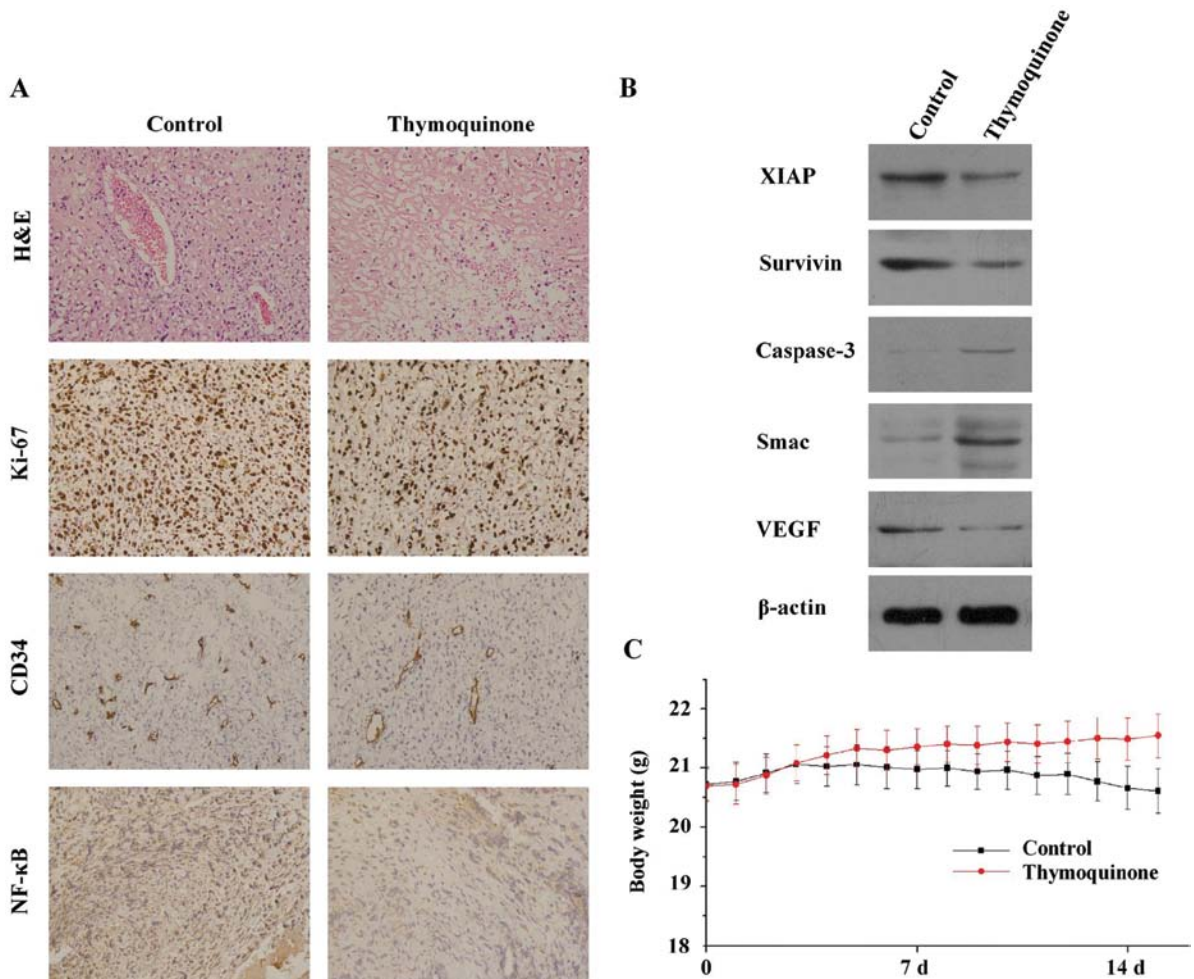 A
Control Thymoquinone
H&E
Ki-67
CD34
NF-κB
B
Control Thymoquinone
XIAP
Survivin
Caspase-3
Smac
VEGF
β-actin
C
Body weight (g)
22
21
20
19
18
0 7 d 14 d
Control
Thymoquinone